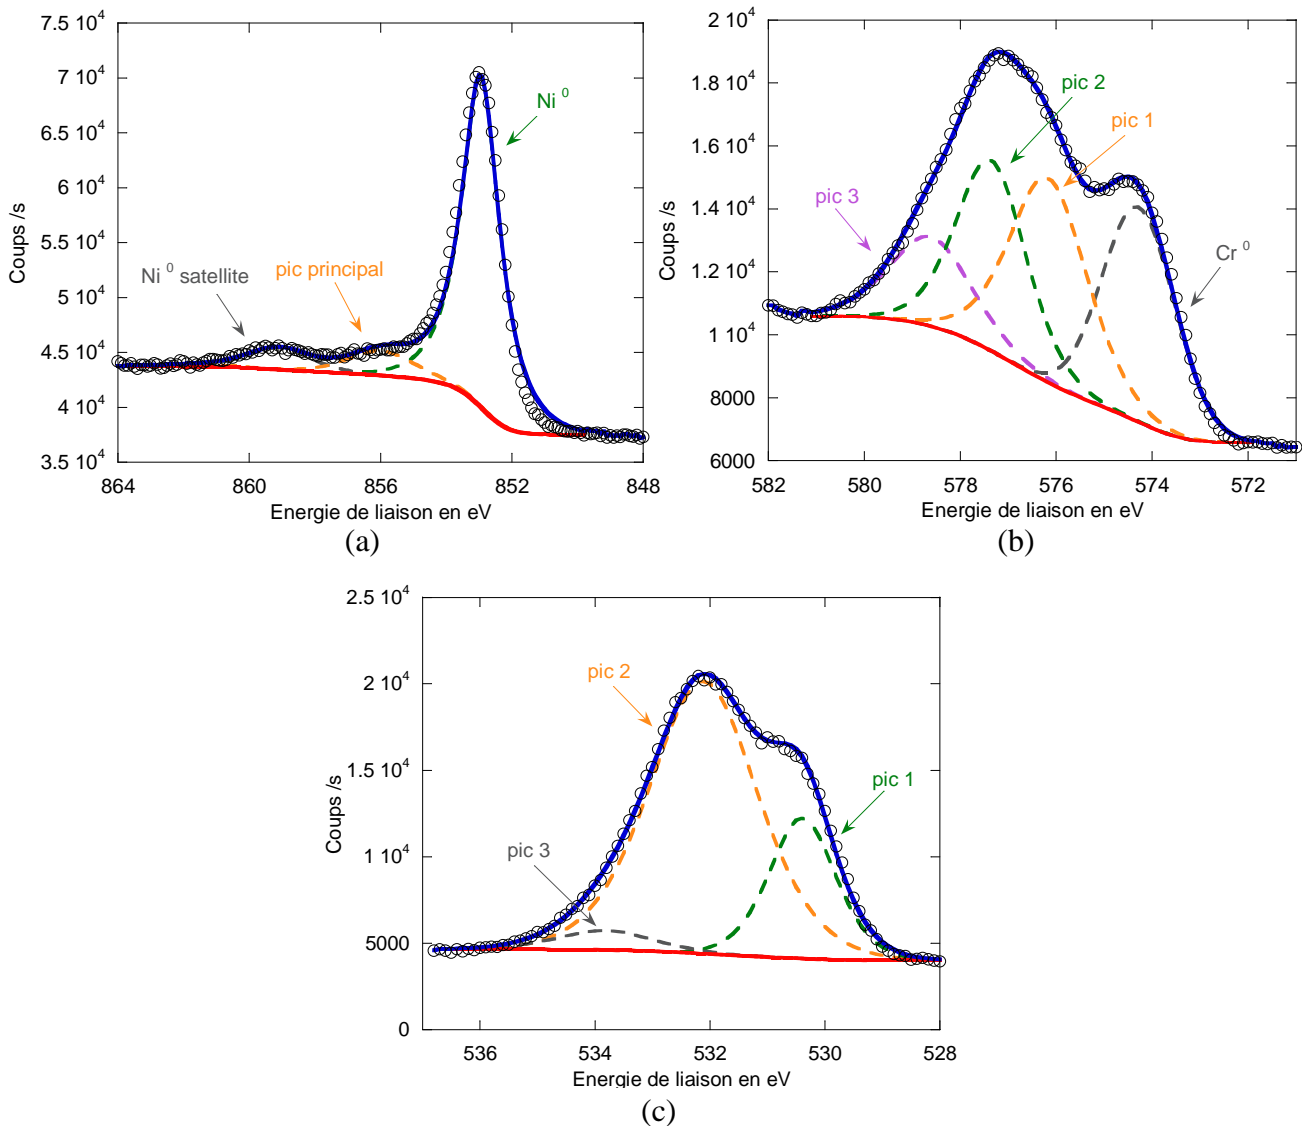 7.5 10⁴
7 10⁴
6.5 10⁴
6 10⁴
5.5 10⁴
5 10⁴
4.5 10⁴
4 10⁴
3.5 10⁴
Coups /s
Ni ⁰
Ni ⁰ satellite
pic principal
864 860 856 852 848
Energie de liaison en eV
(a)
2 10⁴
1.8 10⁴
1.6 10⁴
1.4 10⁴
1.2 10⁴
1 10⁴
8000
6000
Coups /s
pic 2
pic 1
pic 3
Cr ⁰
582 580 578 576 574 572
Energie de liaison en eV
(b)
2.5 10⁴
2 10⁴
1.5 10⁴
1 10⁴
5000
0
Coups /s
pic 2
pic 1
pic 3
536 534 532 530 528
Energie de liaison en eV
(c)